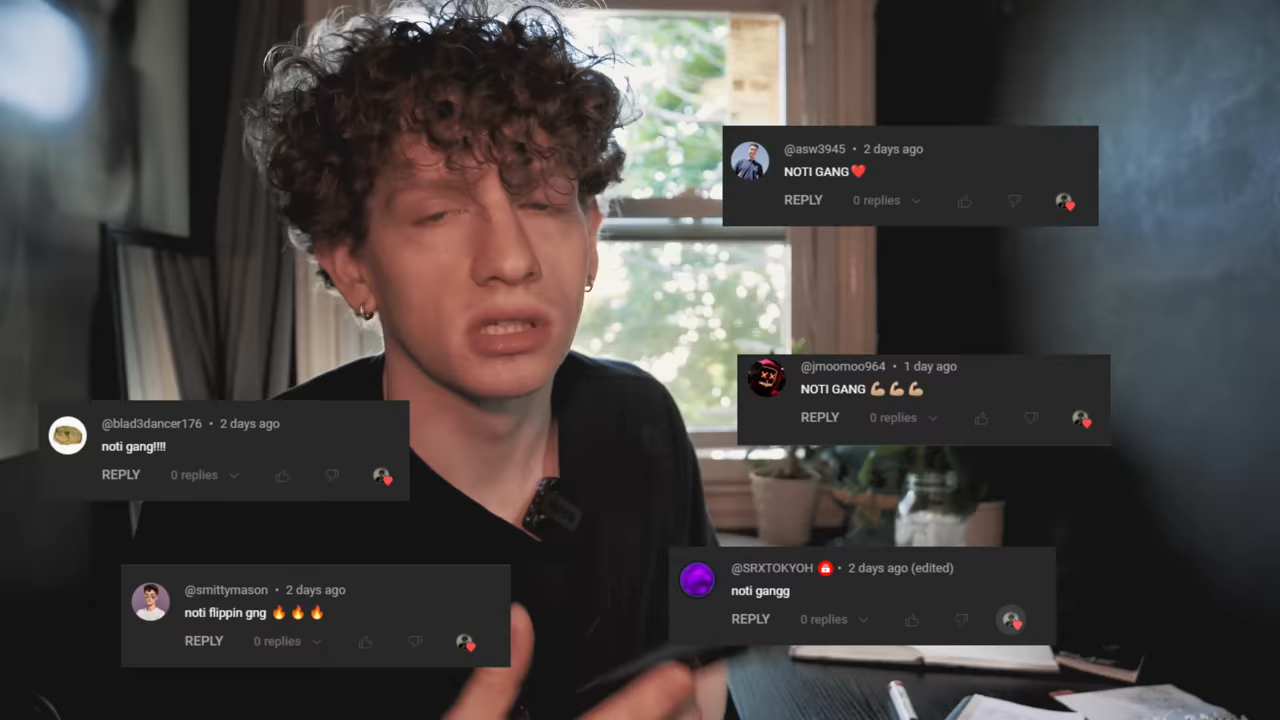 @asw3945 • 2 days ago
NOTI GANG❤️
REPLY 0 replies
@jmoomoo964 • 1 day ago
NOTI GANG 💪🏼💪🏼💪🏼
REPLY 0 replies
@blad3dancer176 • 2 days ago
noti gang!!!!
REPLY 0 replies
@SRXTOKYOH • 2 days ago (edited)
noti gangg
REPLY 0 replies
@smittymason • 2 days ago
noti flippin gng 🔥🔥🔥
REPLY 0 replies